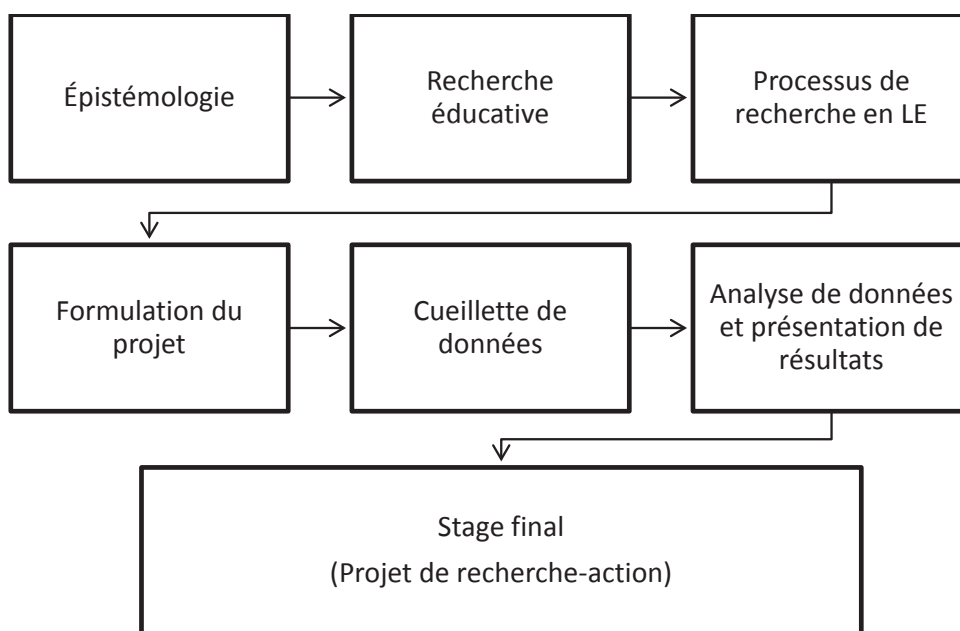 Épistémologie
Recherche
éducative
Processus de
recherche en LE
Formulation du
projet
Cueillette de
données
Analyse de données
et présentation de
résultats
Stage final
(Projet de recherche-action)